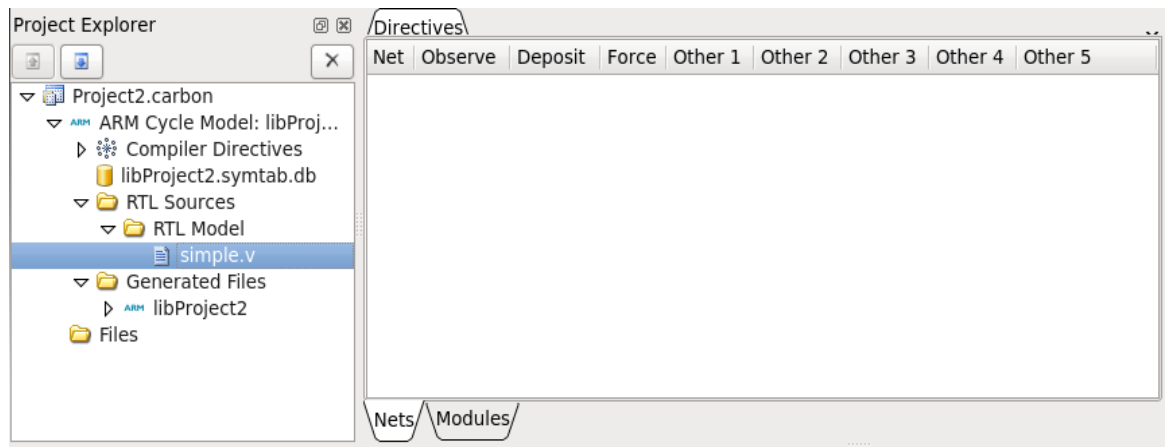 Project Explorer
Project2.carbon
ARM ARM Cycle Model: libProj...
Compiler Directives
libProject2.symtab.db
RTL Sources
RTL Model
simple.v
Generated Files
ARM libProject2
Files
Directives
Net Observe Deposit Force Other 1 Other 2 Other 3 Other 4 Other 5
Nets Modules